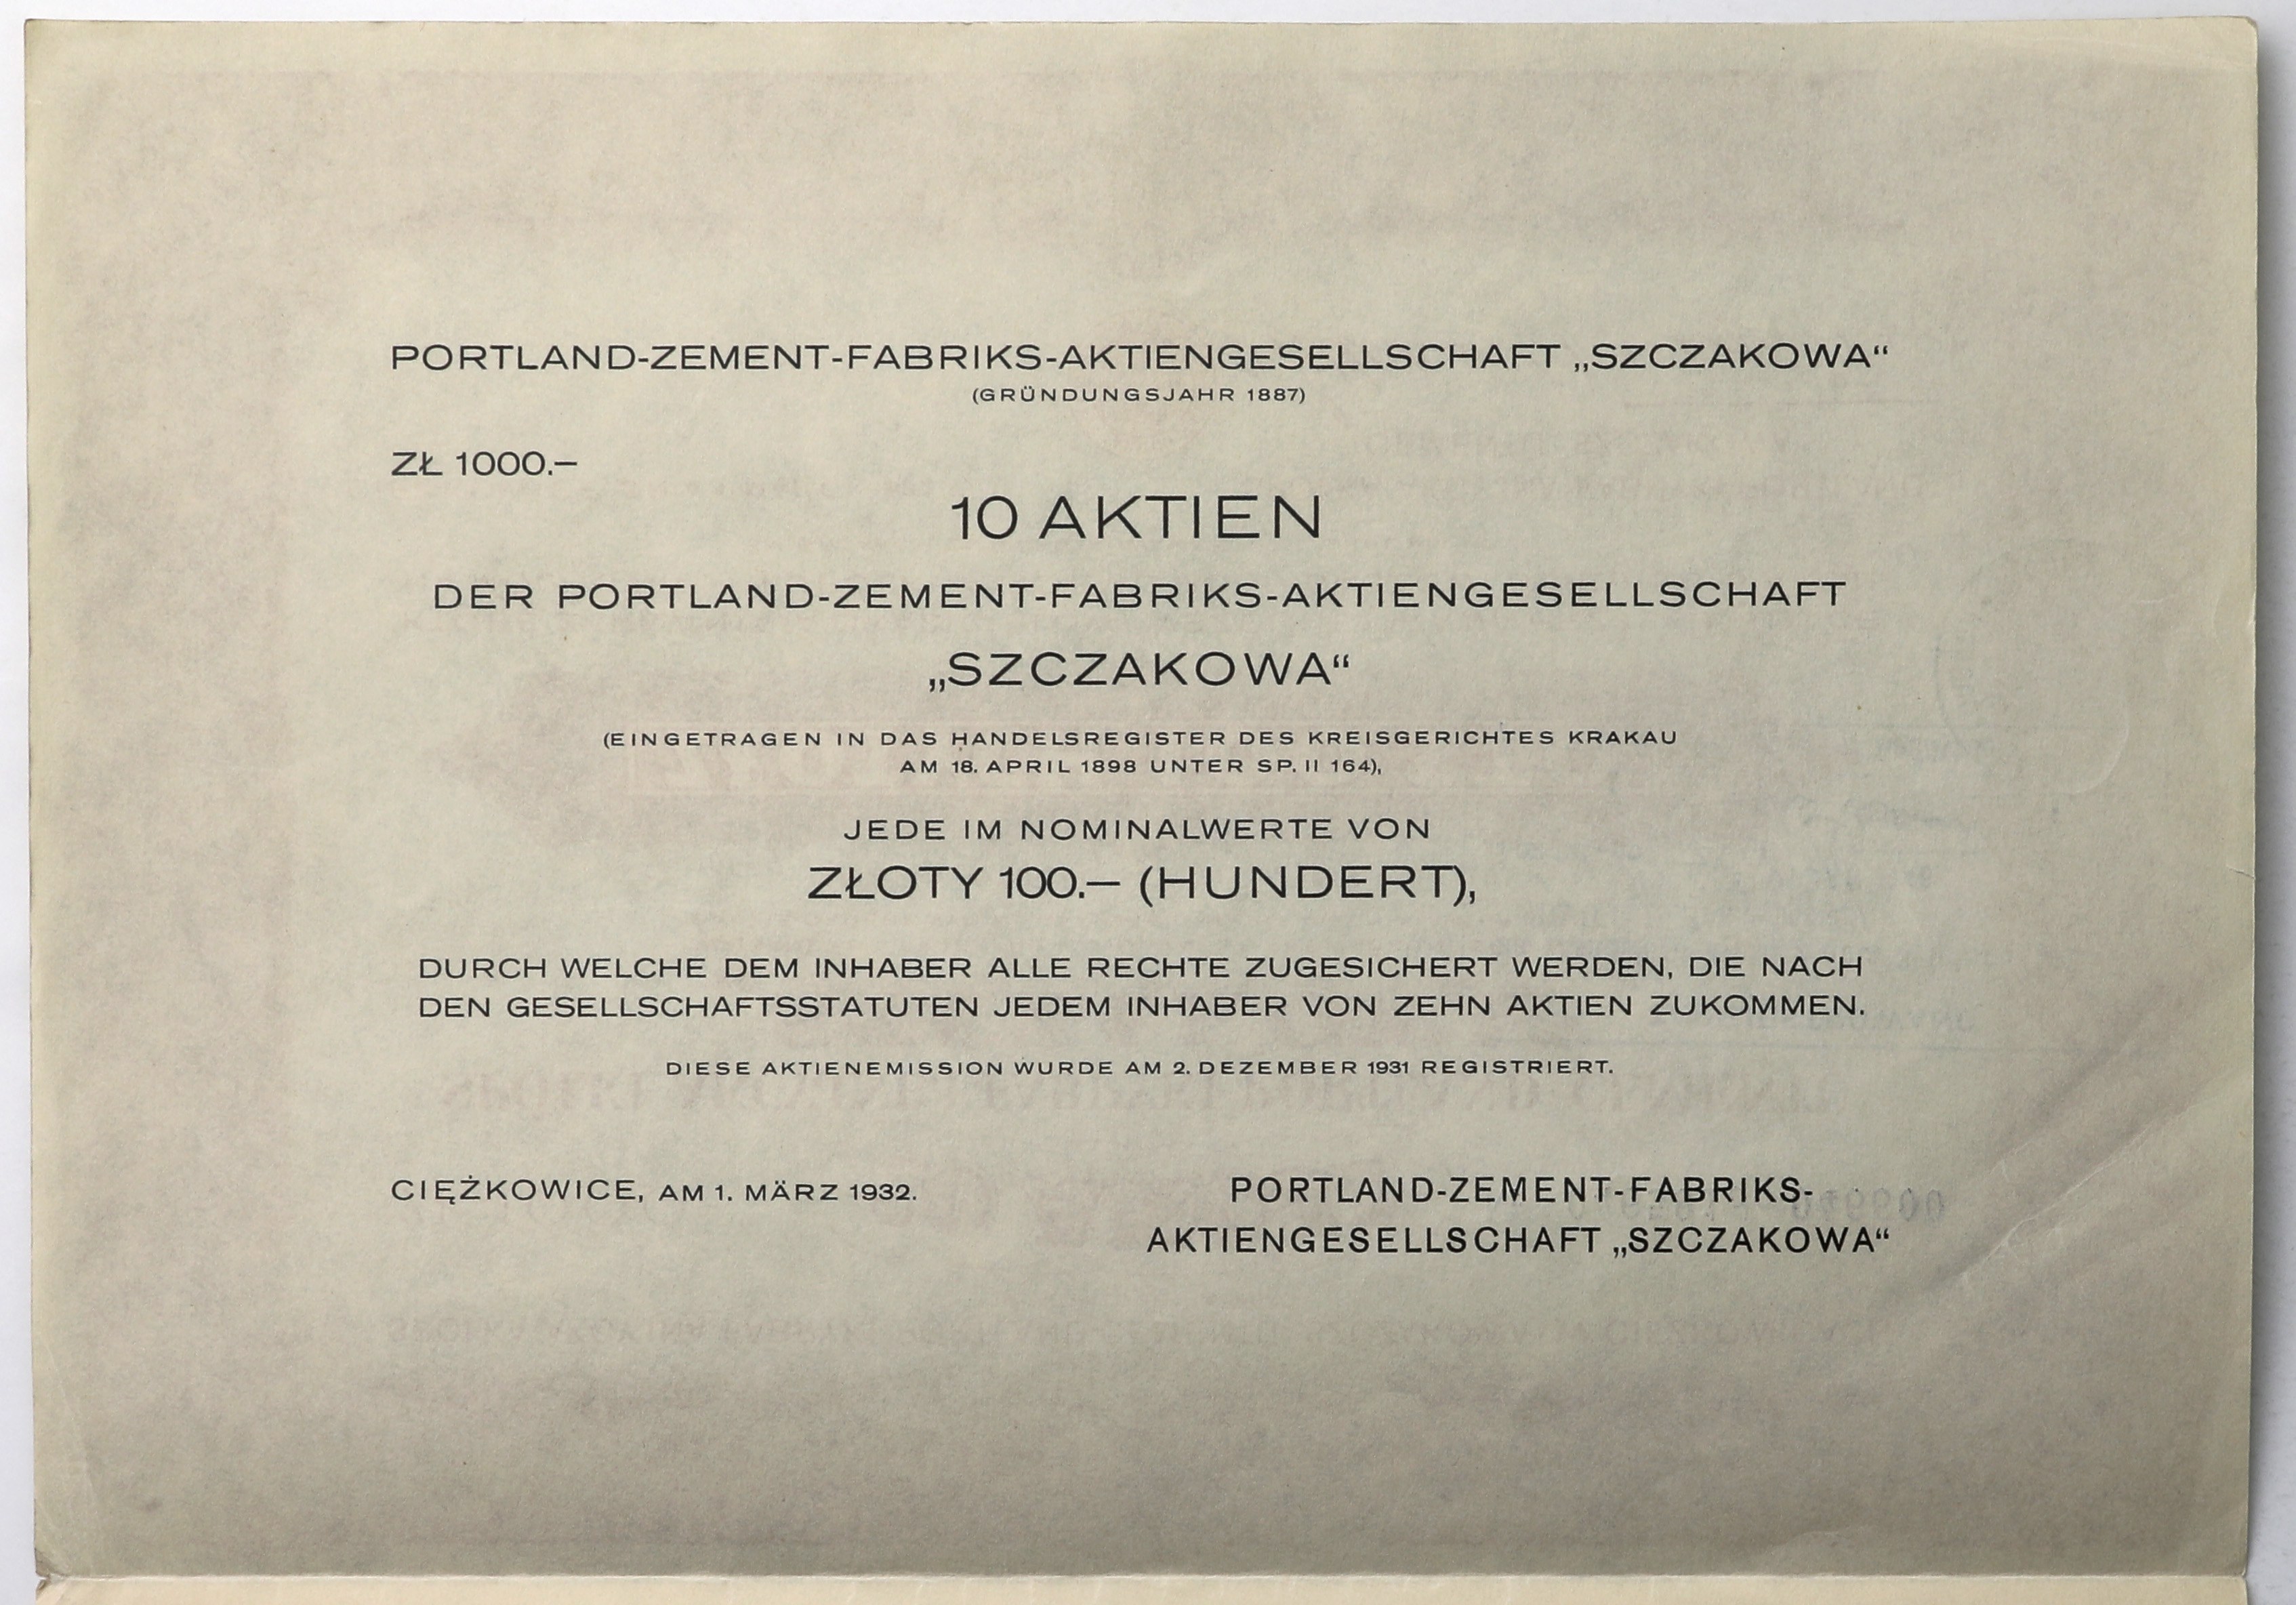 PORTLAND-ZEMENT-FABRIKS-AKTIENGESELLSCHAFT „SZCZAKOWA“
(GRÜNDUNGSJAHR 1887)
ZŁ 1000.–
10 AKTIEN
DER PORTLAND-ZEMENT-FABRIKS-AKTIENGESELLSCHAFT
„SZCZAKOWA“
(EINGETRAGEN IN DAS HANDELSREGISTER DES KREISGERICHTES KRAKAU
AM 18. APRIL 1898 UNTER SP. II 164),
JEDE IM NOMINALWERTE VON
ZŁOTY 100.– (HUNDERT),
DURCH WELCHE DEM INHABER ALLE RECHTE ZUGESICHERT WERDEN, DIE NACH
DEN GESELLSCHAFTSSTATUTEN JEDEM INHABER VON ZEHN AKTIEN ZUKOMMEN.
DIESE AKTIENEMISSION WURDE AM 2. DEZEMBER 1931 REGISTRIERT.
CIĘŻKOWICE, AM 1. MÄRZ 1932.
PORTLAND-ZEMENT-FABRIKS-
AKTIENGESELLSCHAFT „SZCZAKOWA“